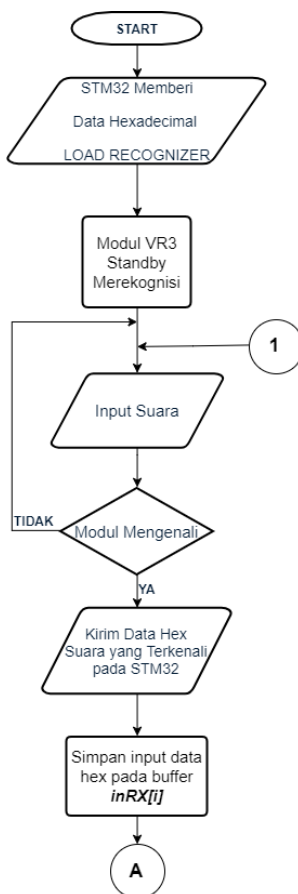 START
STM32 Memberi
Data Hexadecimal
LOAD RECOGNIZER
Modul VR3
Standby
Merekognisi
1
Input Suara
Modul Mengenali
TIDAK
YA
Kirim Data Hex
Suara yang Terkenali
pada STM32
Simpan input data
hex pada buffer
inRX[i]
A